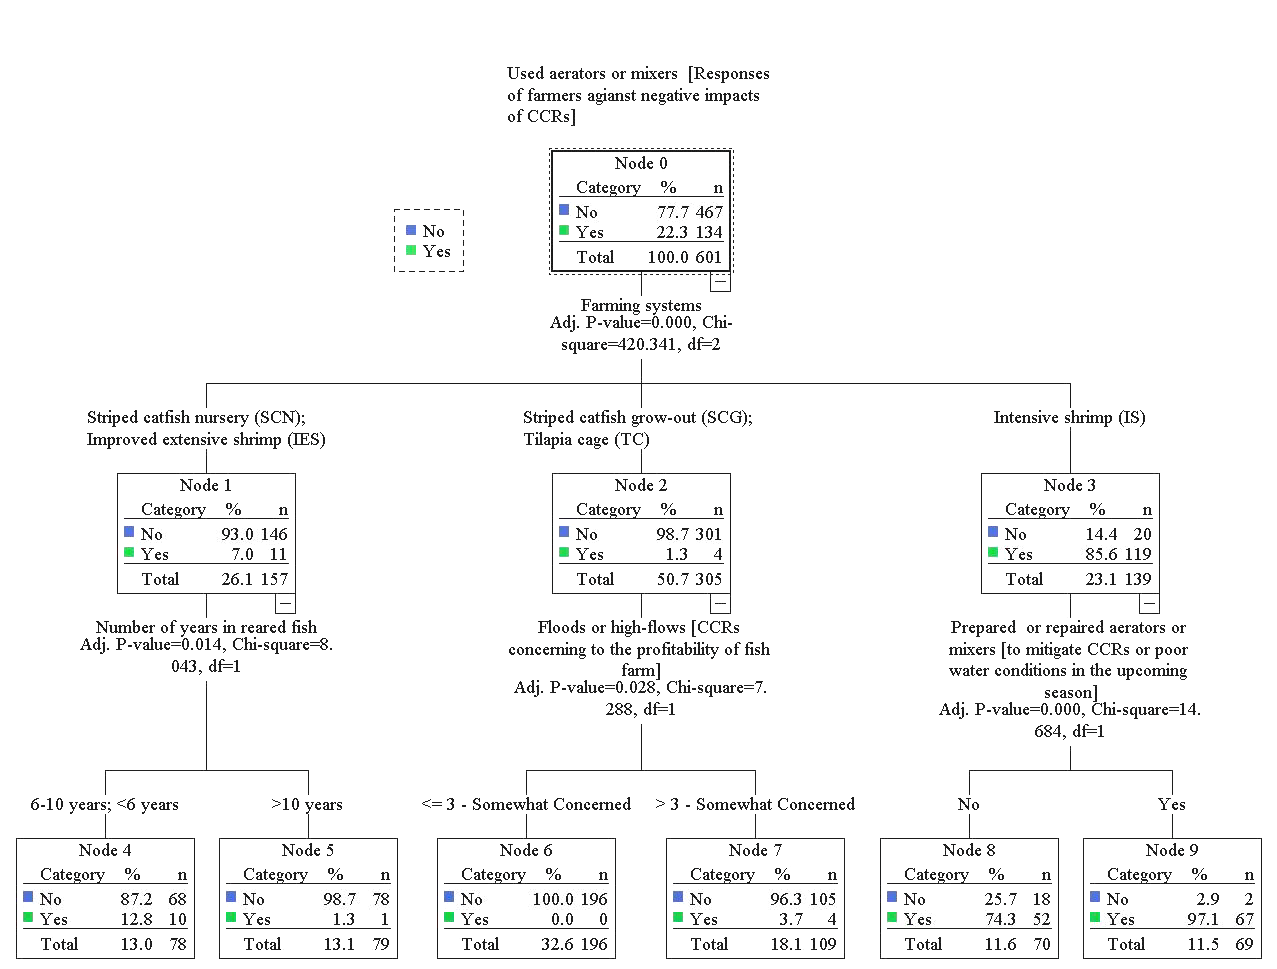 Used aerators or mixers [Responses
of farmers agianst negative impacts
of CCRs]
Node 0
Category % n
No 77.7 467
Yes 22.3 134
Total 100.0 601
No
Yes
Farming systems
Adj. P-value=0.000, Chi-
square=420.341, df=2
Striped catfish nursery (SCN);
Improved extensive shrimp (IES)
Striped catfish grow-out (SCG);
Tilapia cage (TC)
Intensive shrimp (IS)
Node 1
Category % n
No 93.0 146
Yes 7.0 11
Total 26.1 157
Node 2
Category % n
No 98.7 301
Yes 1.3 4
Total 50.7 305
Node 3
Category % n
No 14.4 20
Yes 85.6 119
Total 23.1 139
Number of years in reared fish
Adj. P-value=0.014, Chi-square=8.
043, df=1
Floods or high-flows [CCRs
concerning to the profitability of fish
farm]
Adj. P-value=0.028, Chi-square=7.
288, df=1
Prepared or repaired aerators or
mixers [to mitigate CCRs or poor
water conditions in the upcoming
season]
Adj. P-value=0.000, Chi-square=14.
684, df=1
6-10 years; <6 years
>10 years
<= 3 - Somewhat Concerned
> 3 - Somewhat Concerned
No
Yes
Node 4
Category % n
No 87.2 68
Yes 12.8 10
Total 13.0 78
Node 5
Category % n
No 98.7 78
Yes 1.3 1
Total 13.1 79
Node 6
Category % n
No 100.0 196
Yes 0.0 0
Total 32.6 196
Node 7
Category % n
No 96.3 105
Yes 3.7 4
Total 18.1 109
Node 8
Category % n
No 25.7 18
Yes 74.3 52
Total 11.6 70
Node 9
Category % n
No 2.9 2
Yes 97.1 67
Total 11.5 69